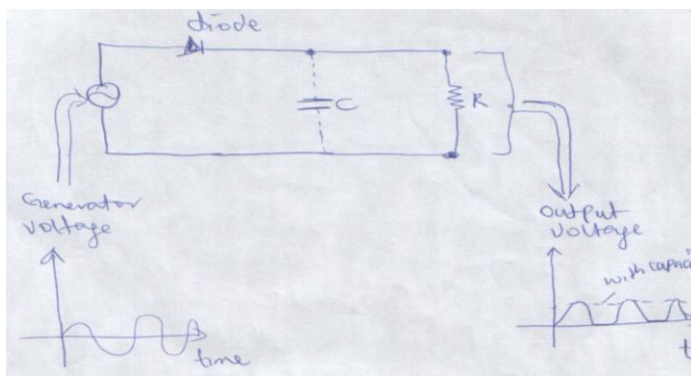 diode
C
R
Generator
voltage
output
voltage
with capaci
time
t